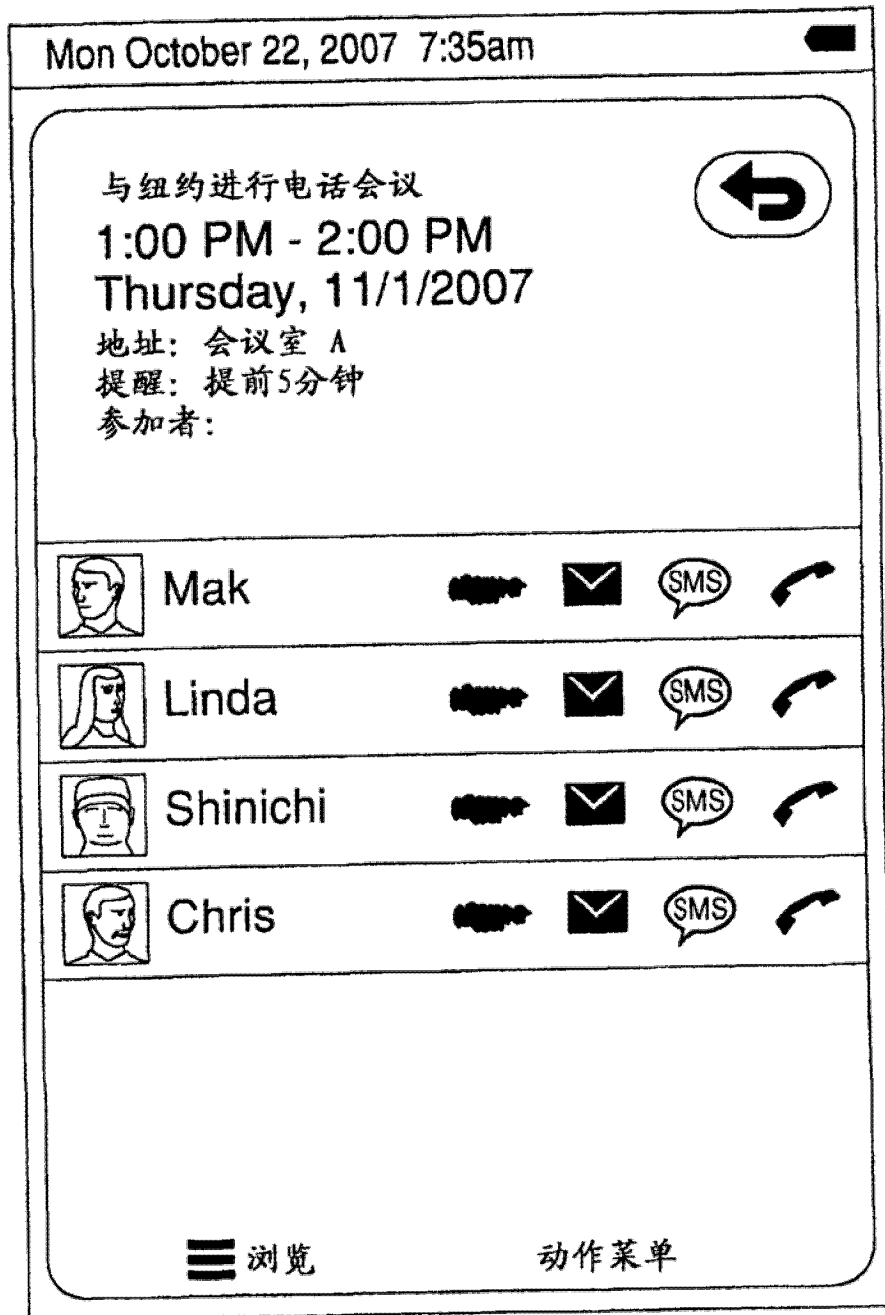 Mon October 22, 2007 7:35am
与纽约进行电话会议
1:00 PM - 2:00 PM
Thursday, 11/1/2007
地址: 会议室 A
提醒: 提前5分钟
参加者:
Mak SMS
Linda SMS
Shinichi SMS
Chris SMS
浏览 动作菜单